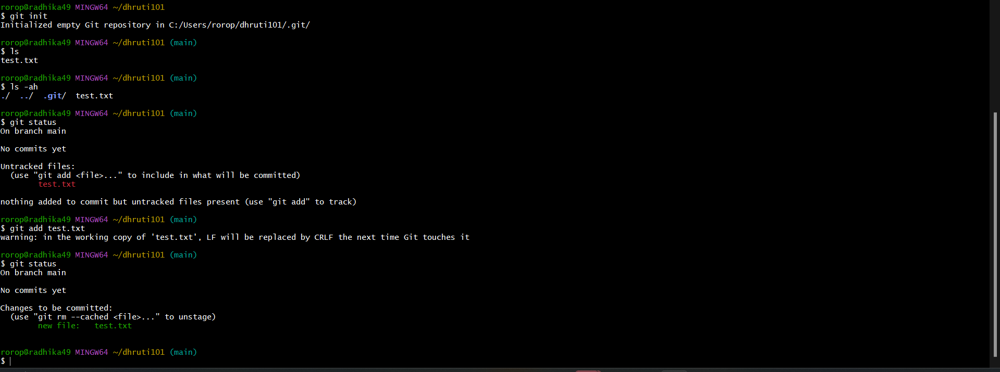 rorop@radhika49 MINGW64 ~/dhruti101
$ git init
Initialized empty Git repository in C:/Users/rorop/dhruti101/.git/
rorop@radhika49 MINGW64 ~/dhruti101 (main)
$ ls
test.txt
rorop@radhika49 MINGW64 ~/dhruti101 (main)
$ ls -ah
./  ../  .git/  test.txt
rorop@radhika49 MINGW64 ~/dhruti101 (main)
$ git status
On branch main
No commits yet
Untracked files:
  (use "git add <file>..." to include in what will be committed)
        test.txt
nothing added to commit but untracked files present (use "git add" to track)
rorop@radhika49 MINGW64 ~/dhruti101 (main)
$ git add test.txt
warning: in the working copy of 'test.txt', LF will be replaced by CRLF the next time Git touches it
rorop@radhika49 MINGW64 ~/dhruti101 (main)
$ git status
On branch main
No commits yet
Changes to be committed:
  (use "git rm --cached <file>..." to unstage)
        new file:   test.txt
rorop@radhika49 MINGW64 ~/dhruti101 (main)
$